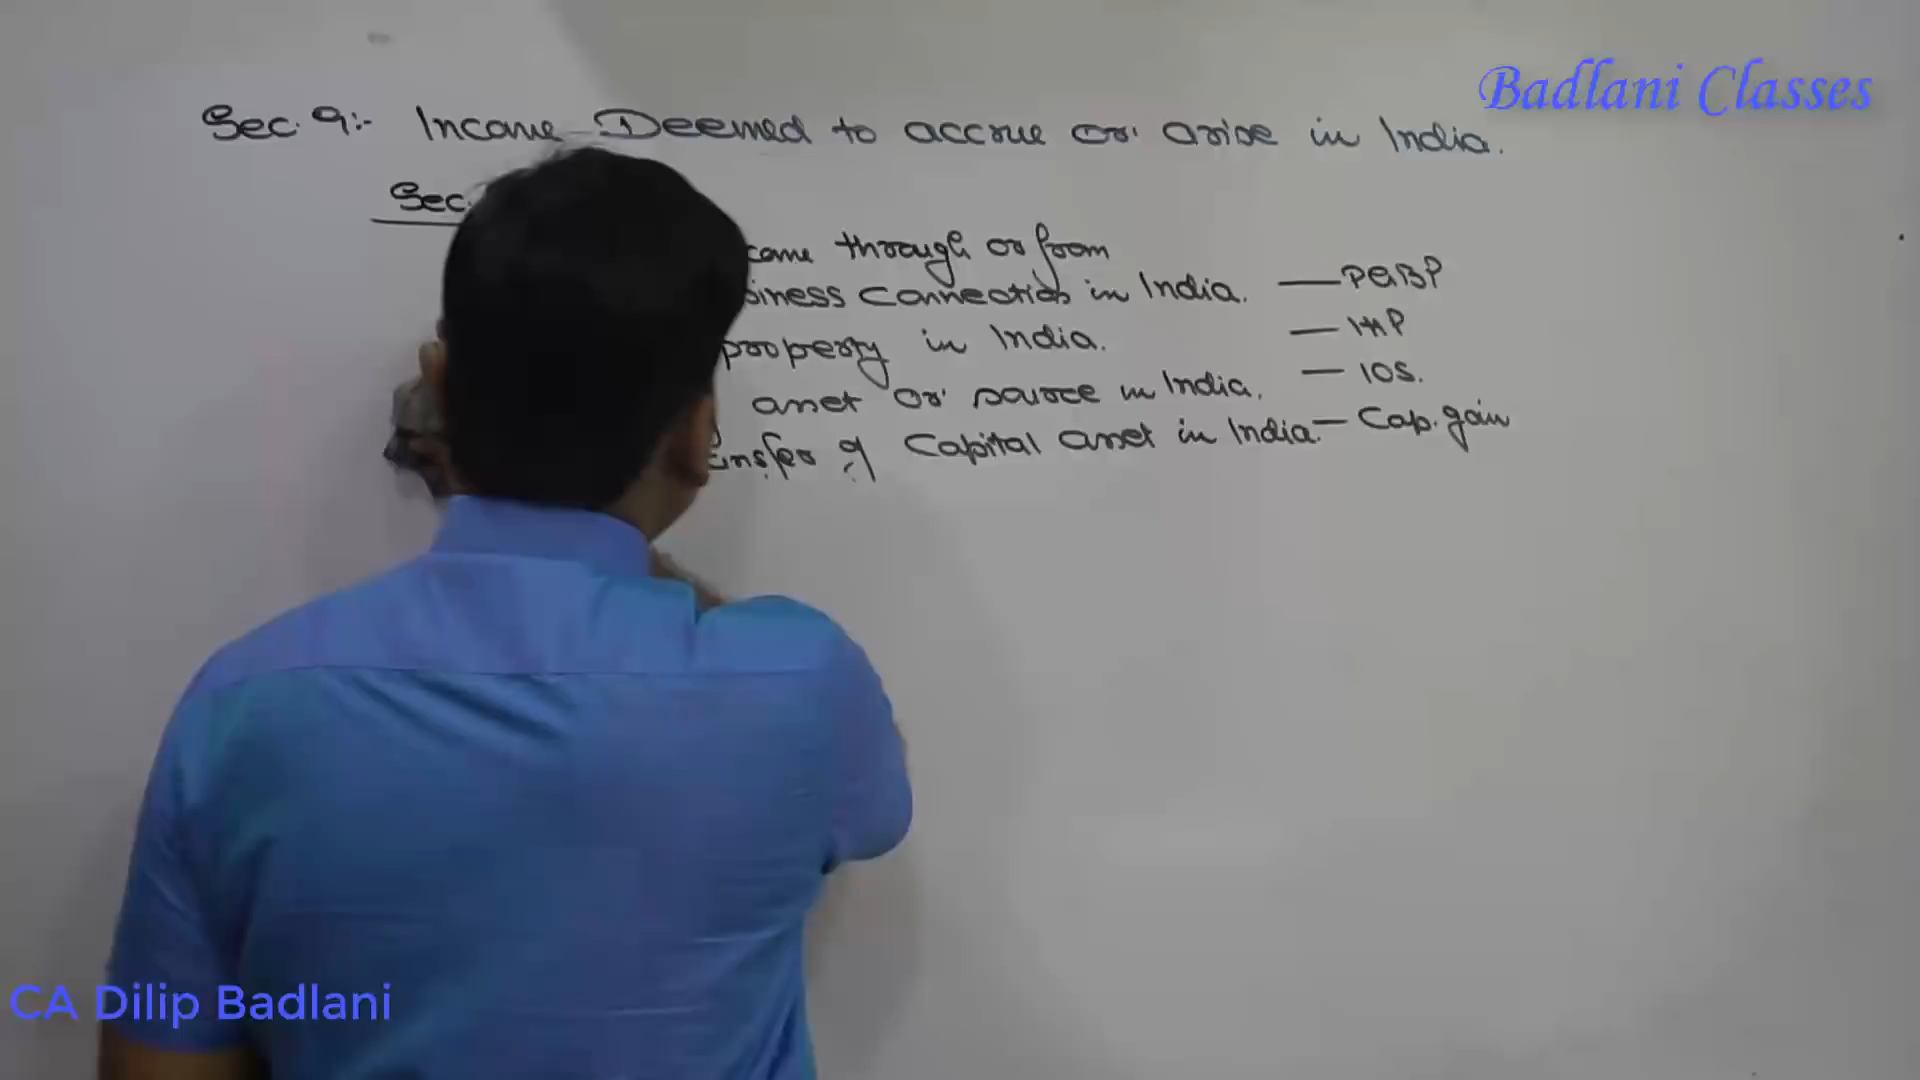 Badlani Classes
Sec. 9:- Income Deemed to accrue or arise in India.
Sec.
come through or from
siness Connection in India. — PGBP
property in India. — HP
asset or source in India. — IOS.
Capital asset in India. — Cap. gain
CA Dilip Badlani